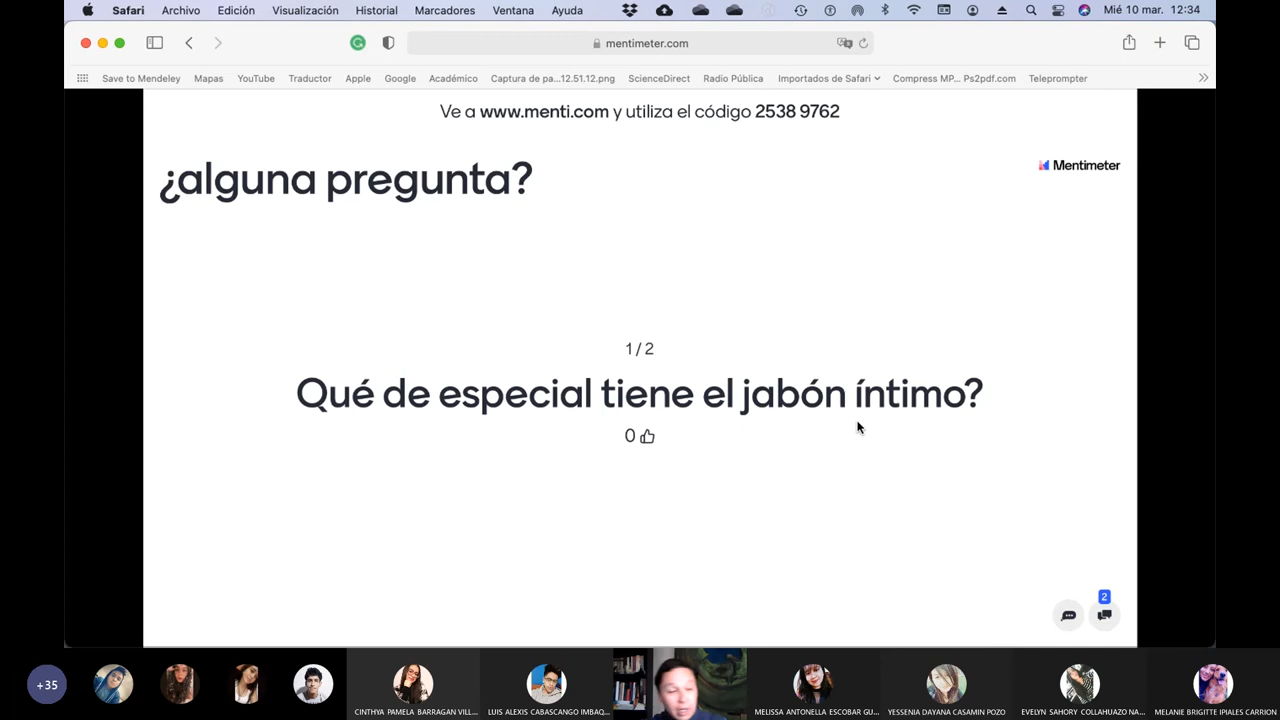 Safari Archivo Edición Visualización Historial Marcadores Ventana Ayuda Mié 10 mar. 12:34
mentimeter.com
Save to Mendeley Mapas YouTube Traductor Apple Google Académico Captura de pa...12.51.12.png ScienceDirect Radio Pública Importados de Safari Compress MP... Ps2pdf.com Teleprompter
Ve a www.menti.com y utiliza el código 2538 9762
¿alguna pregunta?
Mentimeter
1 / 2
Qué de especial tiene el jabón íntimo?
0
2
+35
CINTHYA PAMELA BARRAGAN VILL... LUIS ALEXIS CABASCANGO IMBAQ... MELISSA ANTONELLA ESCOBAR GU... YESSENIA DAYANA CASAMIN POZO EVELYN SAHORY COLLAHUAZO NA... MELANIE BRIGITTE IPIALES CARRION